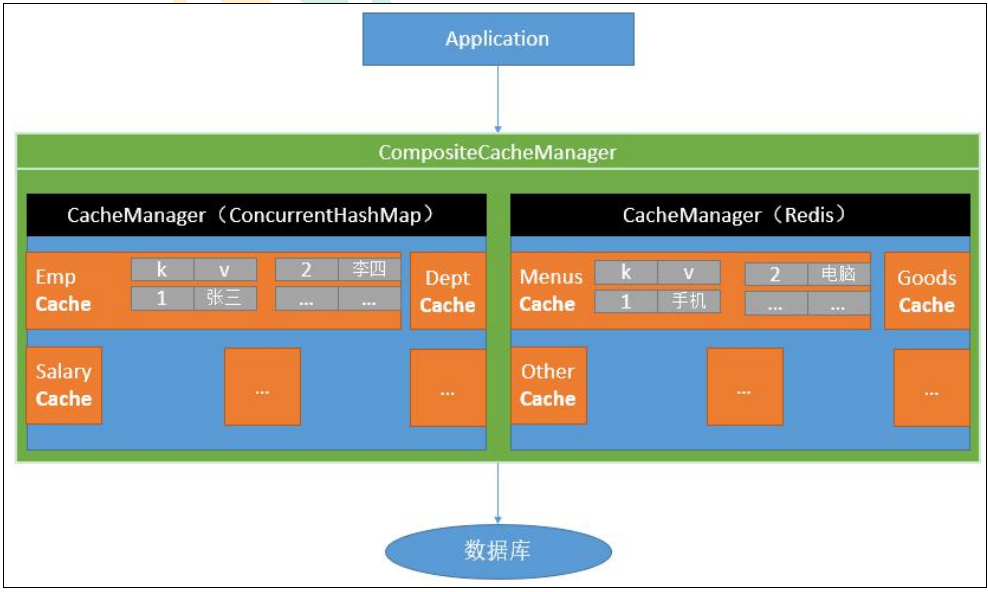 Application
CompositeCacheManager
CacheManager（ConcurrentHashMap）
Emp
Cache
k v
1 张三
2 李四
... ...
Dept
Cache
Salary
Cache
...
...
CacheManager（Redis）
Menus
Cache
k v
1 手机
2 电脑
... ...
Goods
Cache
Other
Cache
...
...
数据库